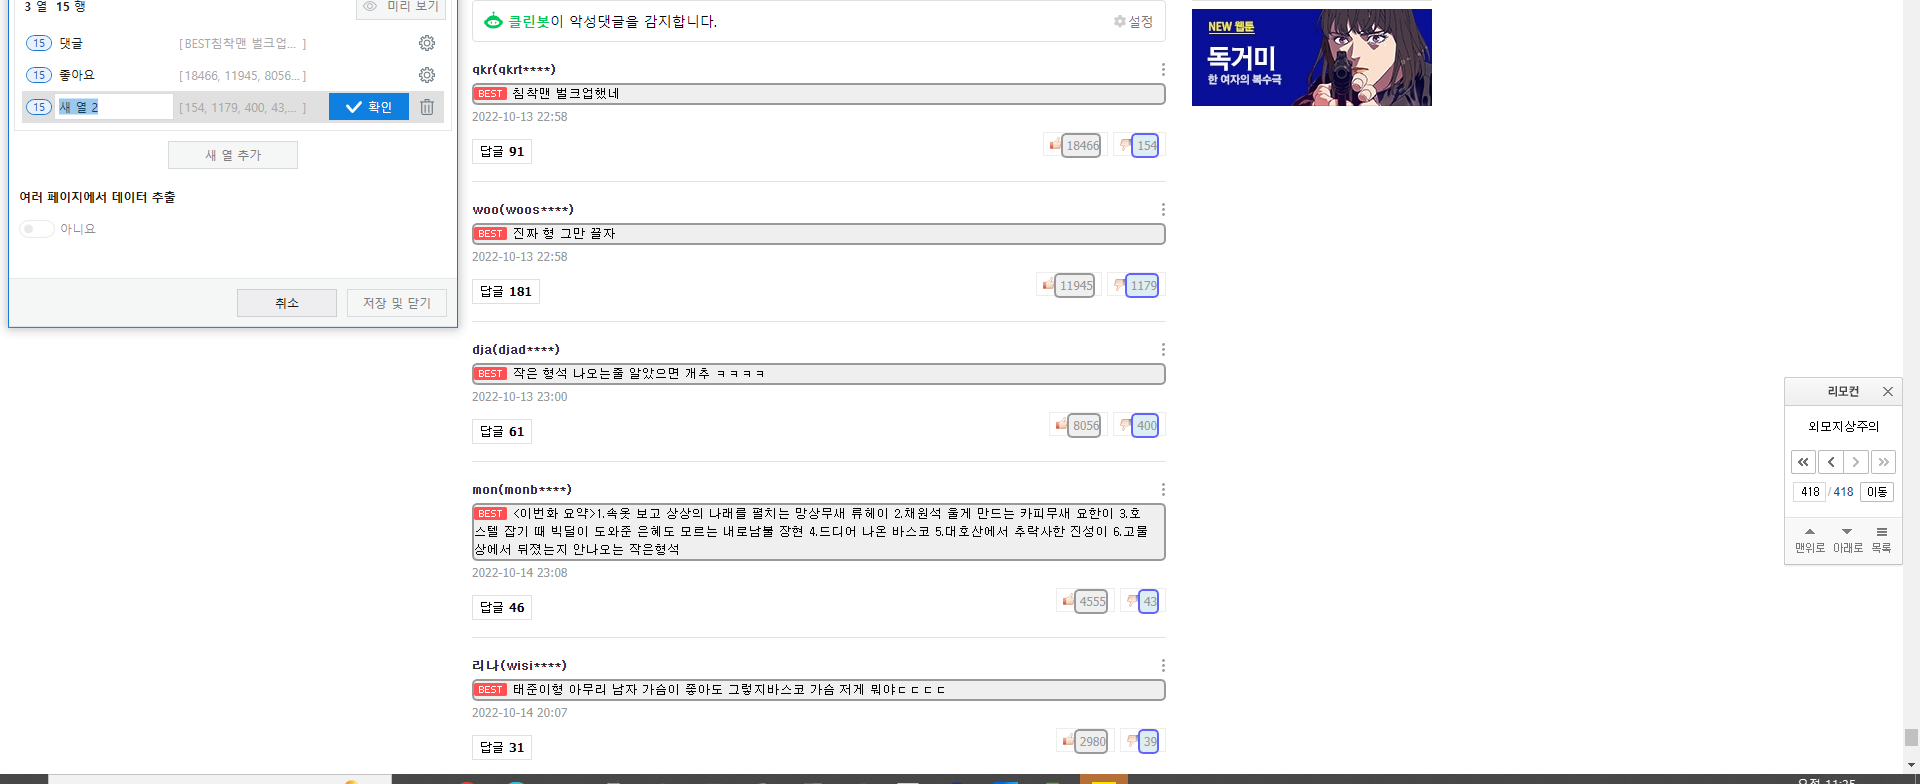 3 열 15 행
미리 보기
15 댓글 [BEST침착맨 벌크업... ]
15 좋아요 [18466, 11945, 8056... ]
15 새 열 2 [154, 1179, 400, 43,... ] 확인
새 열 추가
여러 페이지에서 데이터 추출
아니요
취소 저장 및 닫기
클린봇이 악성댓글을 감지합니다. 설정
qkr(qkrt****)
BEST 침착맨 벌크업했네
2022-10-13 22:58
답글 91 18466 154
woo(woos****)
BEST 진짜 형 그만 끌자
2022-10-13 22:58
답글 181 11945 1179
dja(djad****)
BEST 작은 형석 나오는줄 알았으면 개추 ㅋㅋㅋㅋ
2022-10-13 23:00
답글 61 8056 400
mon(monb****)
BEST <이번화 요약>1.속옷 보고 상상의 나래를 펼치는 망상무새 류헤이 2.채원석 울게 만드는 카피무새 요한이 3.호
스텔 잡기 때 빅딜이 도와준 은혜도 모르는 내로남불 장현 4.드디어 나온 바스코 5.대호산에서 추락사한 진성이 6.고물
상에서 뒤졌는지 안나오는 작은형석
2022-10-14 23:08
답글 46 4555 43
리나(wisi****)
BEST 태준이형 아무리 남자 가슴이 좋아도 그렇지바스코 가슴 저게 뭐야ㄷㄷㄷㄷ
2022-10-14 20:07
답글 31 2980 39
NEW 웹툰
독거미
한 여자의 복수극
리모컨
외모지상주의
418 / 418 이동
맨위로 아래로 목록
오전 11:25